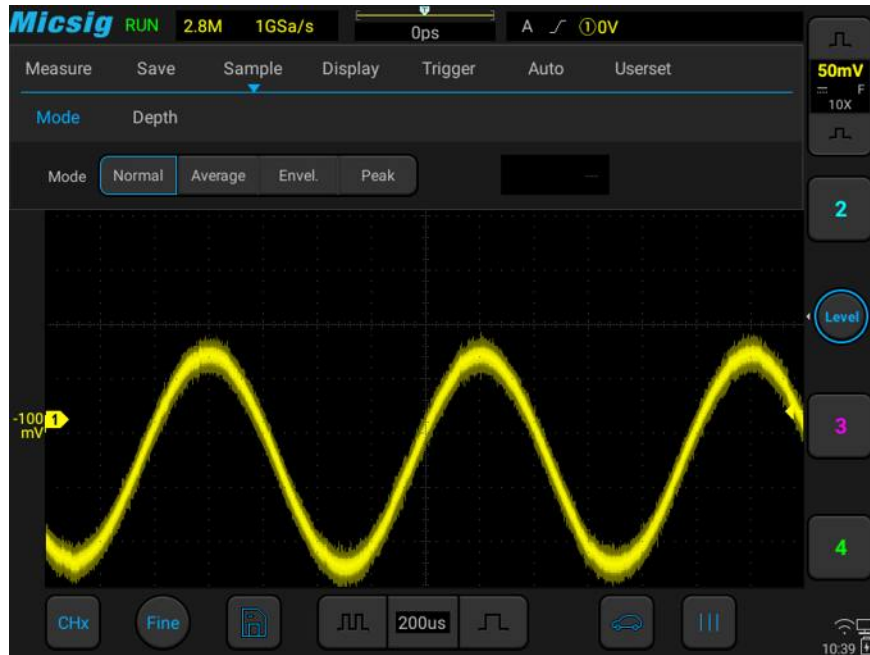 Micsig RUN 2.8M 1GSa/s T 0ps A ①0V
Measure Save Sample Display Trigger Auto Userset
50mV
F
10X
Mode Depth
Mode Normal Average Envel. Peak
2
Level
-100 1
mV
3
4
CHx Fine 200us
10:39